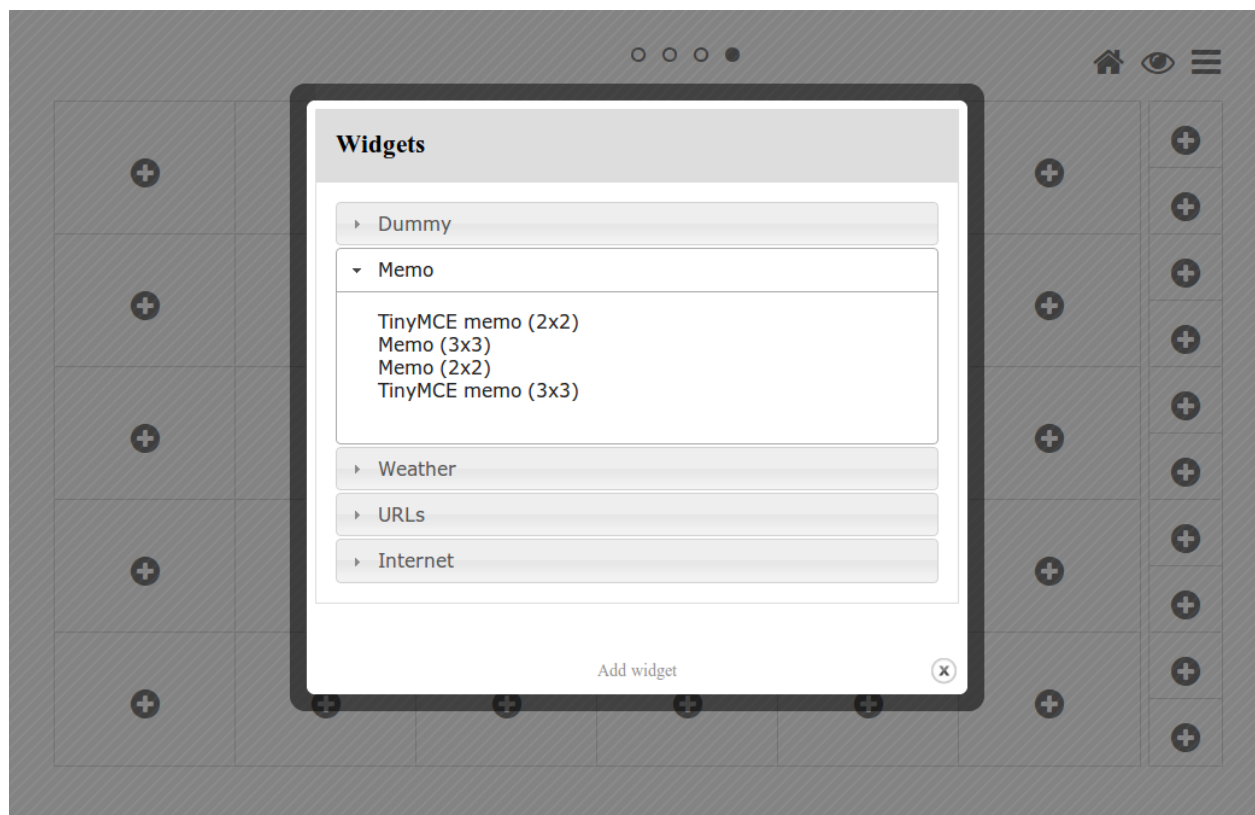 Widgets
Dummy
Memo
TinyMCE memo (2x2)
Memo (3x3)
Memo (2x2)
TinyMCE memo (3x3)
Weather
URLs
Internet
Add widget